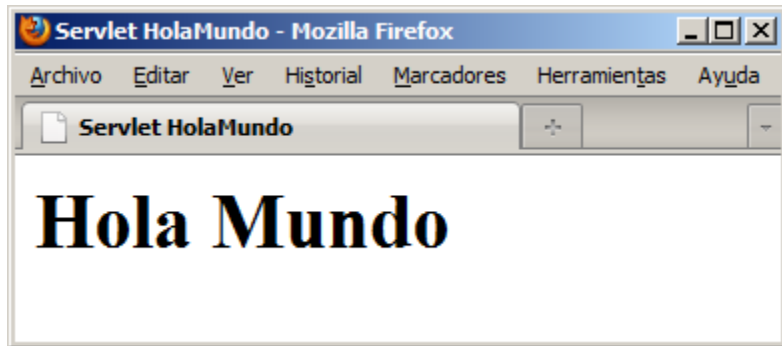 Servlet HolaMundo - Mozilla Firefox
Archivo Editar Ver Historial Marcadores Herramientas Ayuda
Servlet HolaMundo
Hola Mundo